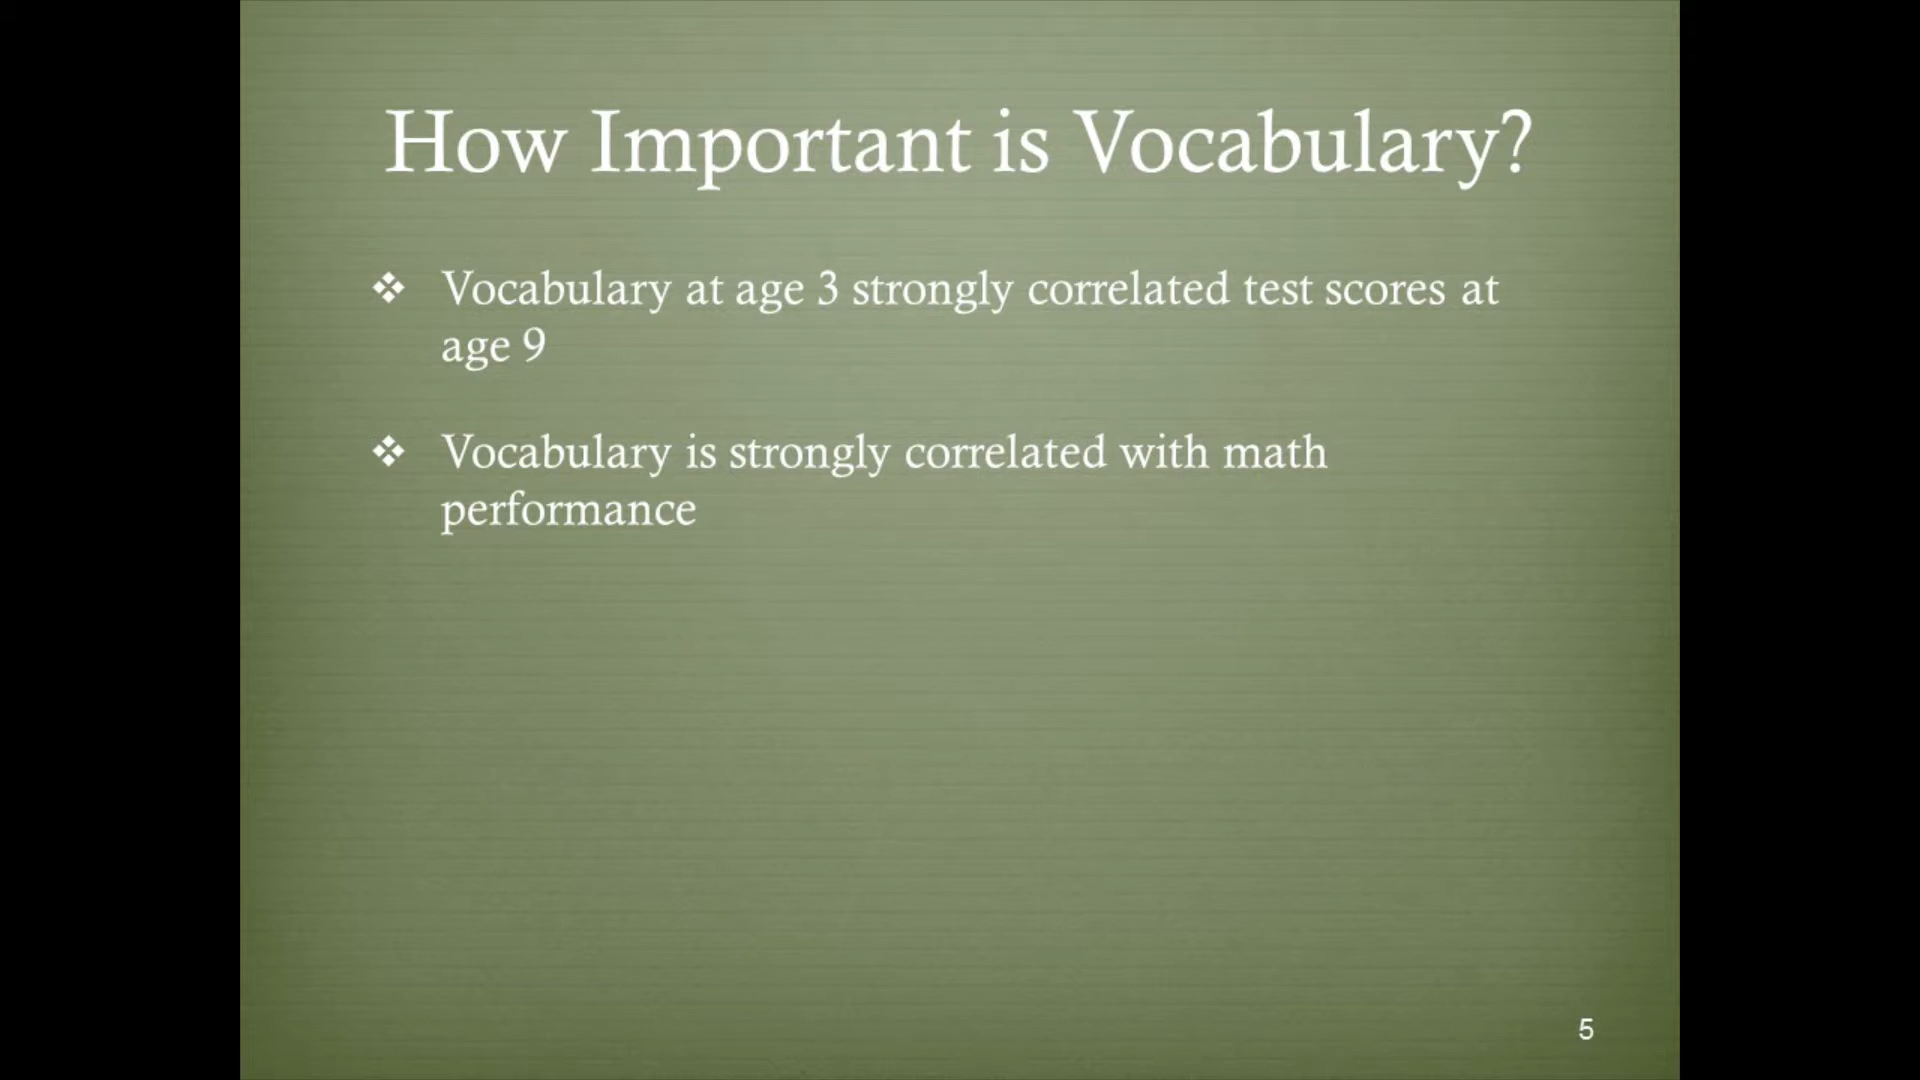 How Important is Vocabulary?
❖ Vocabulary at age 3 strongly correlated test scores at
age 9
❖ Vocabulary is strongly correlated with math
performance
5